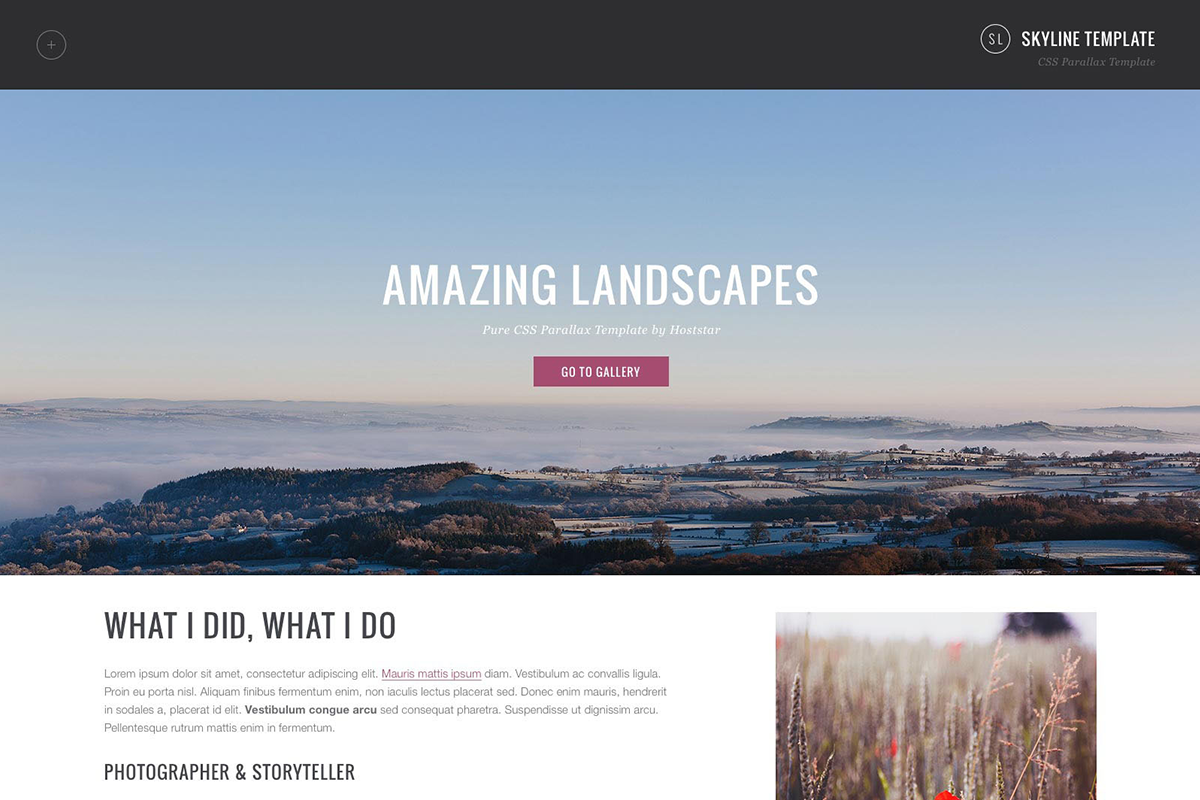 SL SKYLINE TEMPLATE
CSS Parallax Template
AMAZING LANDSCAPES
Pure CSS Parallax Template by Hoststar
GO TO GALLERY
WHAT I DID, WHAT I DO
Lorem ipsum dolor sit amet, consectetur adipiscing elit. Mauris mattis ipsum diam. Vestibulum ac convallis ligula.
Proin eu porta nisl. Aliquam finibus fermentum enim, non iaculis lectus placerat sed. Donec enim mauris, hendrerit
in sodales a, placerat id elit. Vestibulum congue arcu sed consequat pharetra. Suspendisse ut dignissim arcu.
Pellentesque rutrum mattis enim in fermentum.
PHOTOGRAPHER & STORYTELLER